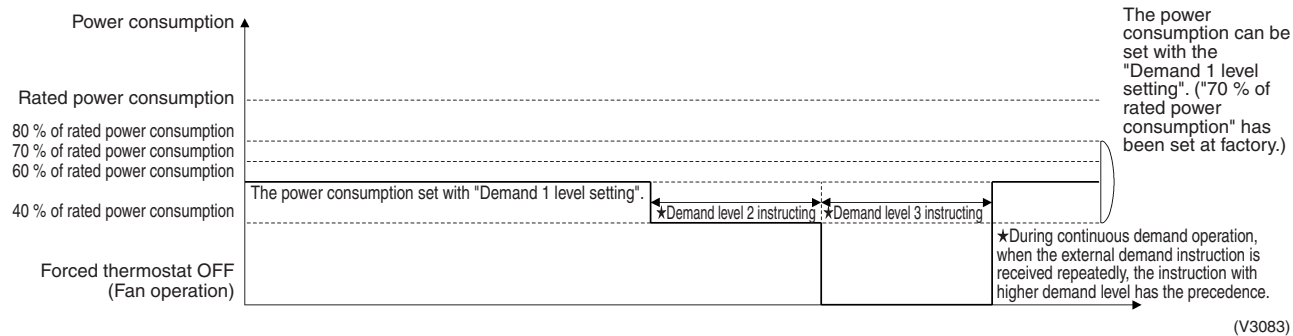 Power consumption
Rated power consumption
80 % of rated power consumption
70 % of rated power consumption
60 % of rated power consumption
40 % of rated power consumption
Forced thermostat OFF
(Fan operation)
The power consumption set with "Demand 1 level setting".
★Demand level 2 instructing
★Demand level 3 instructing
The power
consumption can be
set with the
"Demand 1 level
setting". ("70 % of
rated power
consumption" has
been set at factory.)
★During continuous demand operation,
when the external demand instruction is
received repeatedly, the instruction with
higher demand level has the precedence.
(V3083)